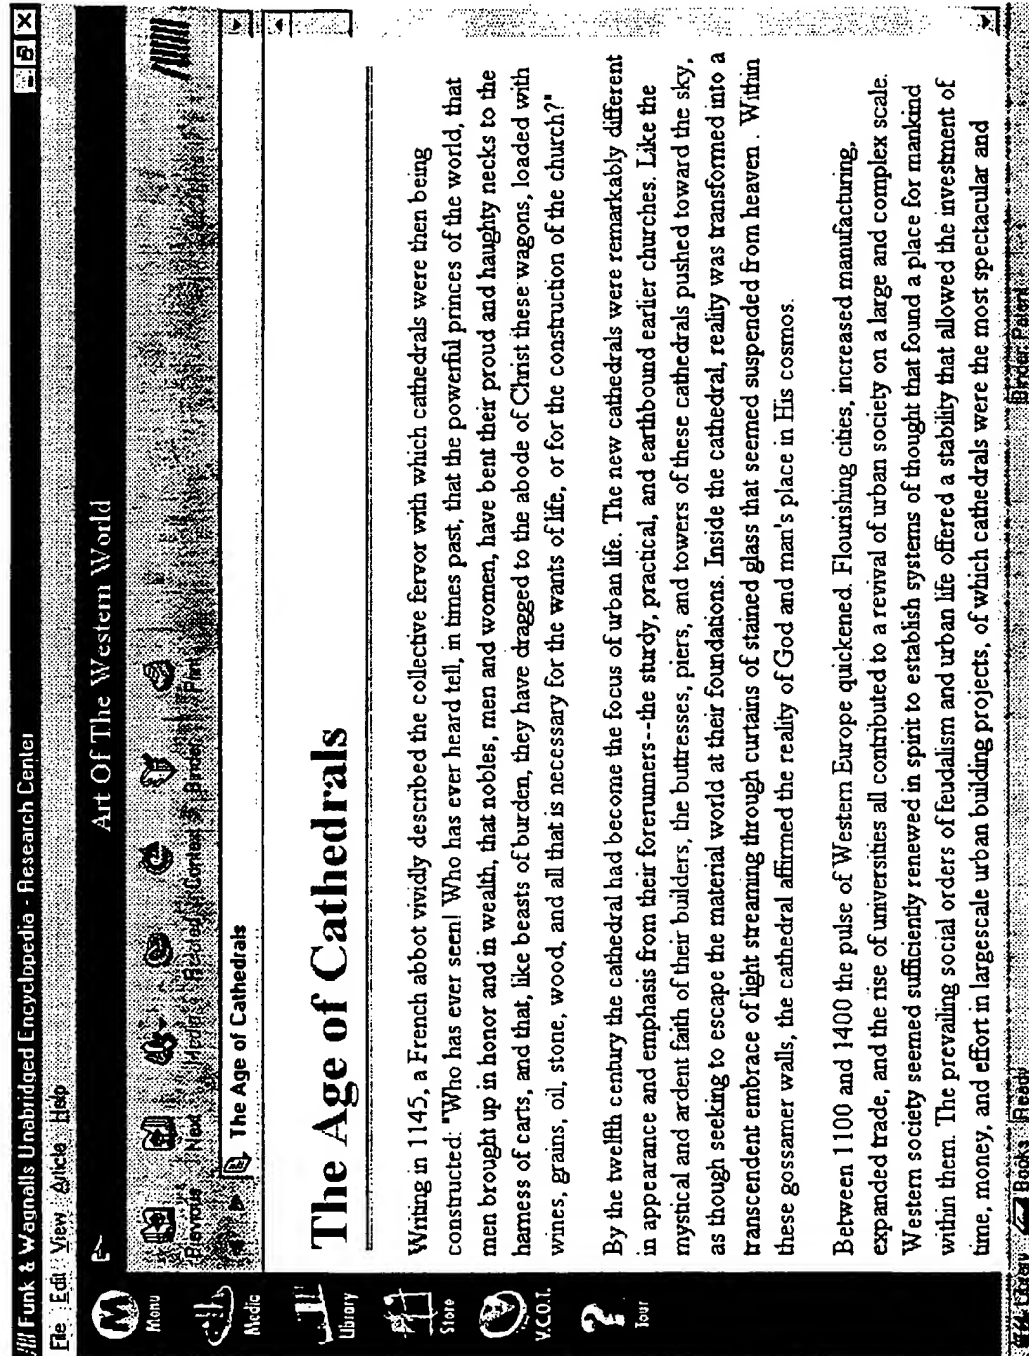 Funk & Wagnalls Unabridged Encyclopedia - Research Center
File Edit View Article Help
Art Of The Western World
Menu
Medic
Library
Store
V.C.O.T.
Tour
Previous Next Media Related Context Binder Print
The Age of Cathedrals
The Age of Cathedrals
Writing in 1145, a French abbot vividly described the collective fervor with which cathedrals were then being
constructed: "Who has ever seen! Who has ever heard tell, in times past, that the powerful princes of the world, that
men brought up in honor and in wealth, that nobles, men and women, have bent their proud and haughty necks to the
harness of carts, and that, like beasts of burden, they have dragged to the abode of Christ these wagons, loaded with
wines, grains, oil, stone, wood, and all that is necessary for the wants of life, or for the construction of the church?"
By the twelfth century the cathedral had become the focus of urban life. The new cathedrals were remarkably different
in appearance and emphasis from their forerunners--the sturdy, practical, and earthbound earlier churches. Like the
mystical and ardent faith of their builders, the buttresses, piers, and towers of these cathedrals pushed toward the sky,
as though seeking to escape the material world at their foundations. Inside the cathedral, reality was transformed into a
transcendent embrace of light streaming through curtains of stained glass that seemed suspended from heaven . Within
these gossamer walls, the cathedral affirmed the reality of God and man's place in His cosmos.
Between 1100 and 1400 the pulse of Western Europe quickened. Flourishing cities, increased manufacturing,
expanded trade, and the rise of universities all contributed to a revival of urban society on a large and complex scale.
Western society seemed sufficiently renewed in spirit to establish systems of thought that found a place for mankind
within them. The prevailing social orders of feudalism and urban life offered a stability that allowed the investment of
time, money, and effort in largescale urban building projects, of which cathedrals were the most spectacular and
Library Books Ready Binder: Patent